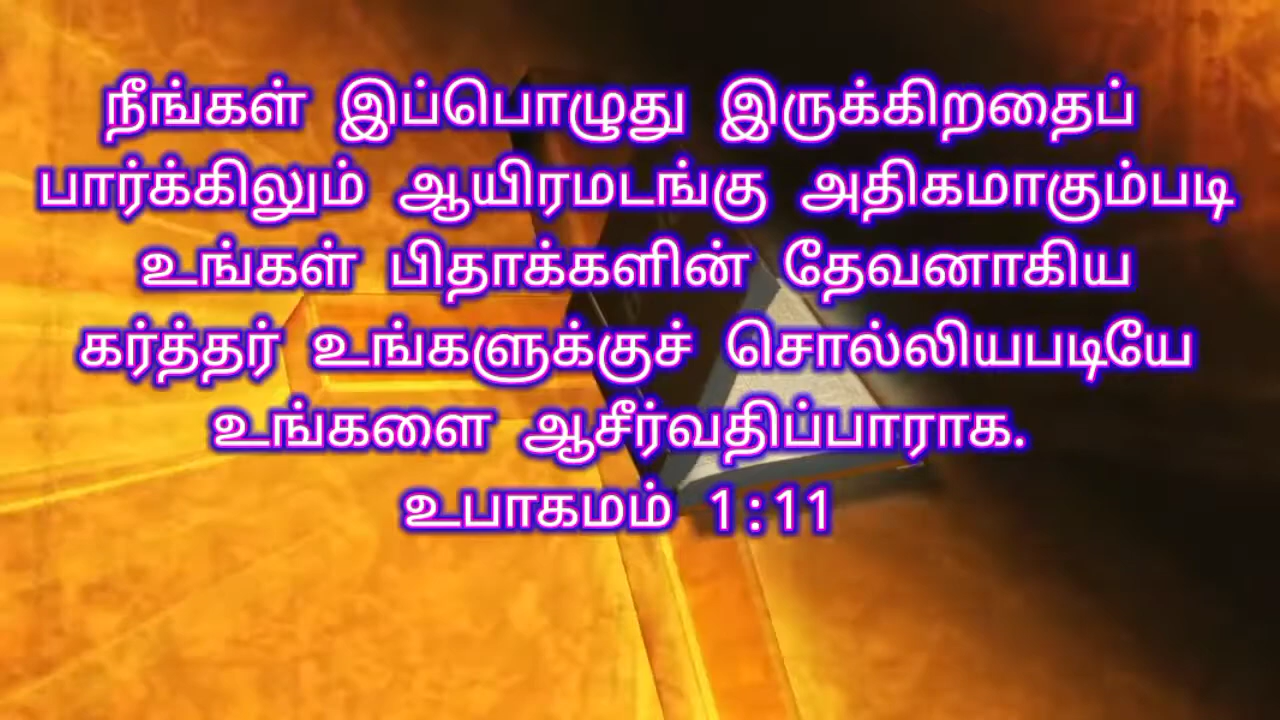 நீங்கள் இப்பொழுது இருக்கிறதைப்
பார்க்கிலும் ஆயிரமடங்கு அதிகமாகும்படி
உங்கள் பிதாக்களின் தேவனாகிய
கர்த்தர் உங்களுக்குச் சொல்லியபடியே
உங்களை ஆசீர்வதிப்பாராக.
உபாகமம் 1:11